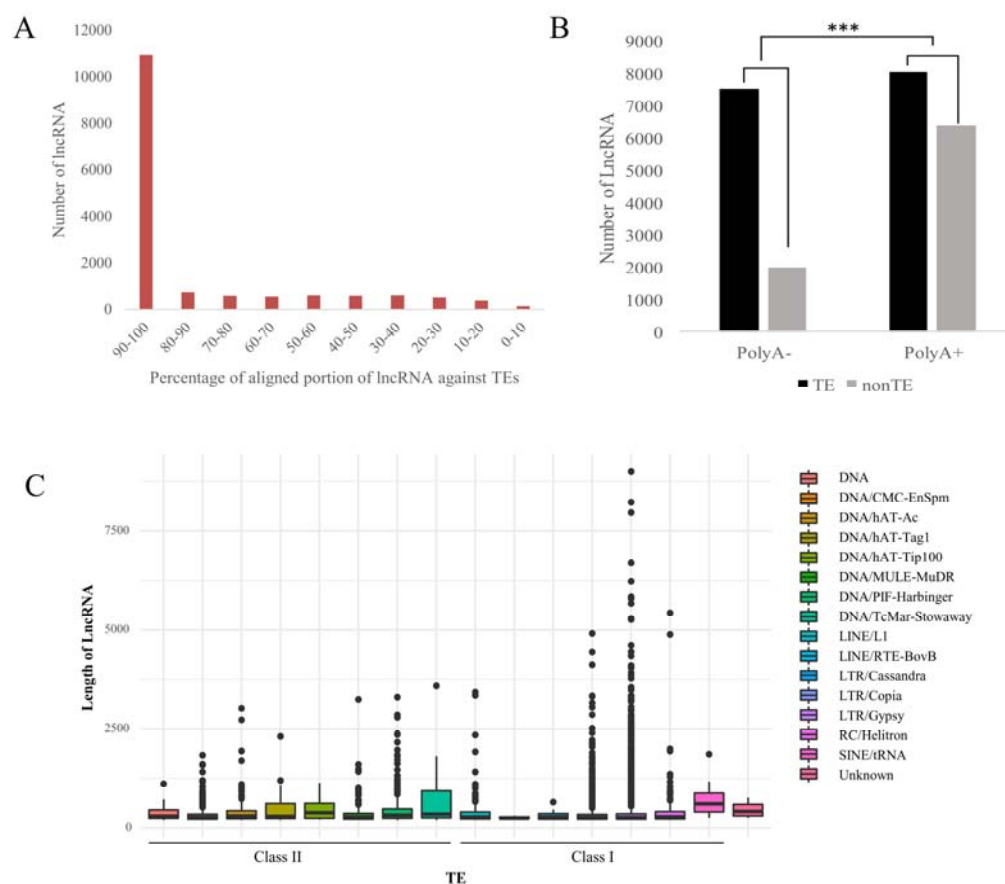 A
12000
10000
8000
6000
4000
2000
0
Number of lncRNA
90-100
80-90
70-80
60-70
50-60
40-50
30-40
20-30
10-20
0-10
Percentage of aligned portion of lncRNA against TEs
B
***
9000
8000
7000
6000
5000
4000
3000
2000
1000
0
Number of LncRNA
PolyA-
PolyA+
TE
nonTE
C
7500
5000
2500
0
Length of LncRNA
Class II
Class I
TE
DNA
DNA/CMC-EnSpm
DNA/hAT-Ac
DNA/hAT-Tag1
DNA/hAT-Tip100
DNA/MULE-MuDR
DNA/PIF-Harbinger
DNA/TcMar-Stowaway
LINE/L1
LINE/RTE-BovB
LTR/Cassandra
LTR/Copia
LTR/Gypsy
RC/Helitron
SINE/tRNA
Unknown